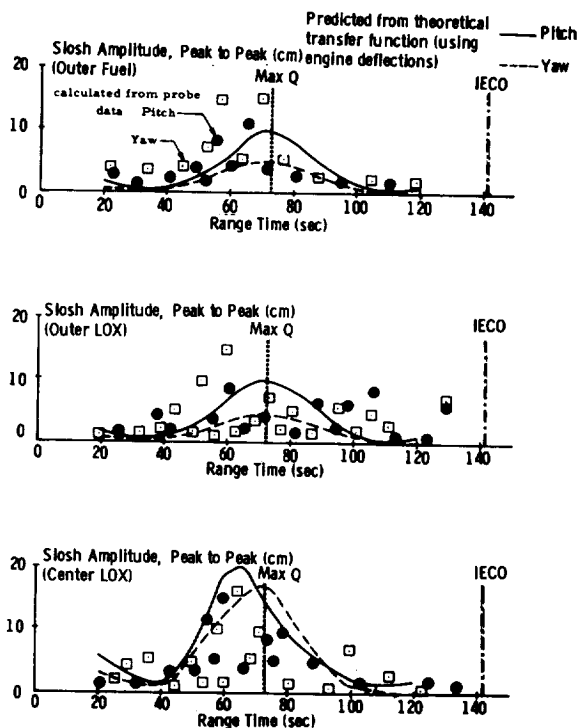 Predicted from theoretical
transfer function (using
engine deflections)
Pitch
Yaw
Slosh Amplitude, Peak to Peak (cm)
(Outer Fuel)
Max Q
IECO
calculated from probe
data Pitch
Yaw
20
10
0
0 20 40 60 80 100 120 140
Range Time (sec)
Slosh Amplitude, Peak to Peak (cm)
(Outer LOX)
Max Q
IECO
20
10
0
0 20 40 60 80 100 120 140
Range Time (sec)
Slosh Amplitude, Peak to Peak (cm)
(Center LOX)
Max Q
IECO
20
10
0
0 20 40 60 80 100 120 140
Range Time (sec)